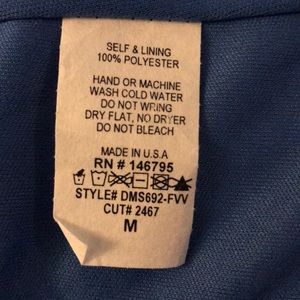 SELF & LINING
100% POLYESTER
HAND OR MACHINE
WASH COLD WATER
DO NOT WRING
DRY FLAT, NO DRYER
DO NOT BLEACH
MADE IN U.S.A
RN # 146795
STYLE# DMS692-FVV
CUT# 2467
M